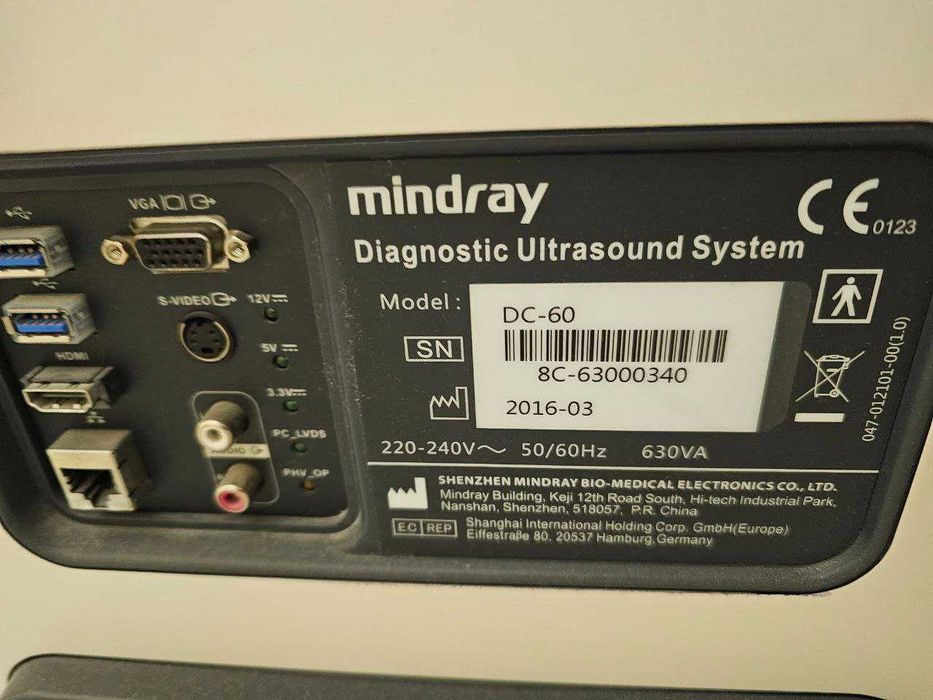 VGA
S-VIDEO
12V
5V
HDMI
3.3V
PC_LVDS
AUDIO
PHV_OP
mindray
CE 0123
Diagnostic Ultrasound System
Model : DC-60
SN 8C-63000340
2016-03
220-240V~ 50/60Hz 630VA
SHENZHEN MINDRAY BIO-MEDICAL ELECTRONICS CO., LTD.
Mindray Building, Keji 12th Road South, Hi-tech Industrial Park,
Nanshan, Shenzhen, 518057, P.R. China
EC REP Shanghai International Holding Corp. GmbH(Europe)
Eiffestraße 80, 20537 Hamburg,Germany
047-012101-00(1.0)